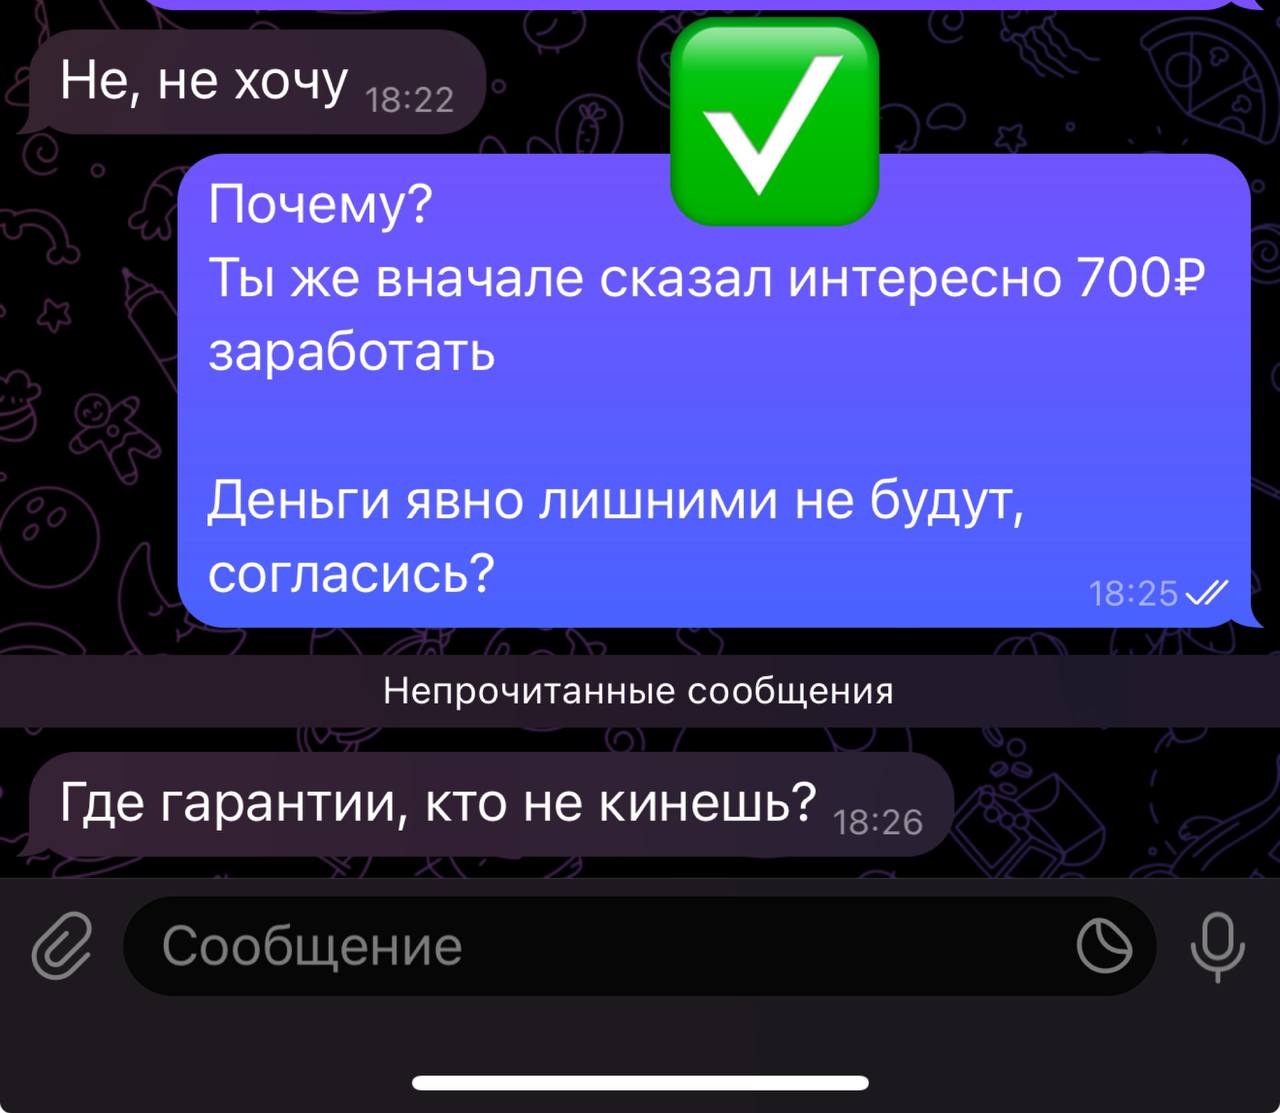 Не, не хочу 18:22
Почему?
Ты же вначале сказал интересно 700₽
заработать
Деньги явно лишними не будут,
согласись?
18:25
Непрочитанные сообщения
Где гарантии, кто не кинешь? 18:26
Сообщение